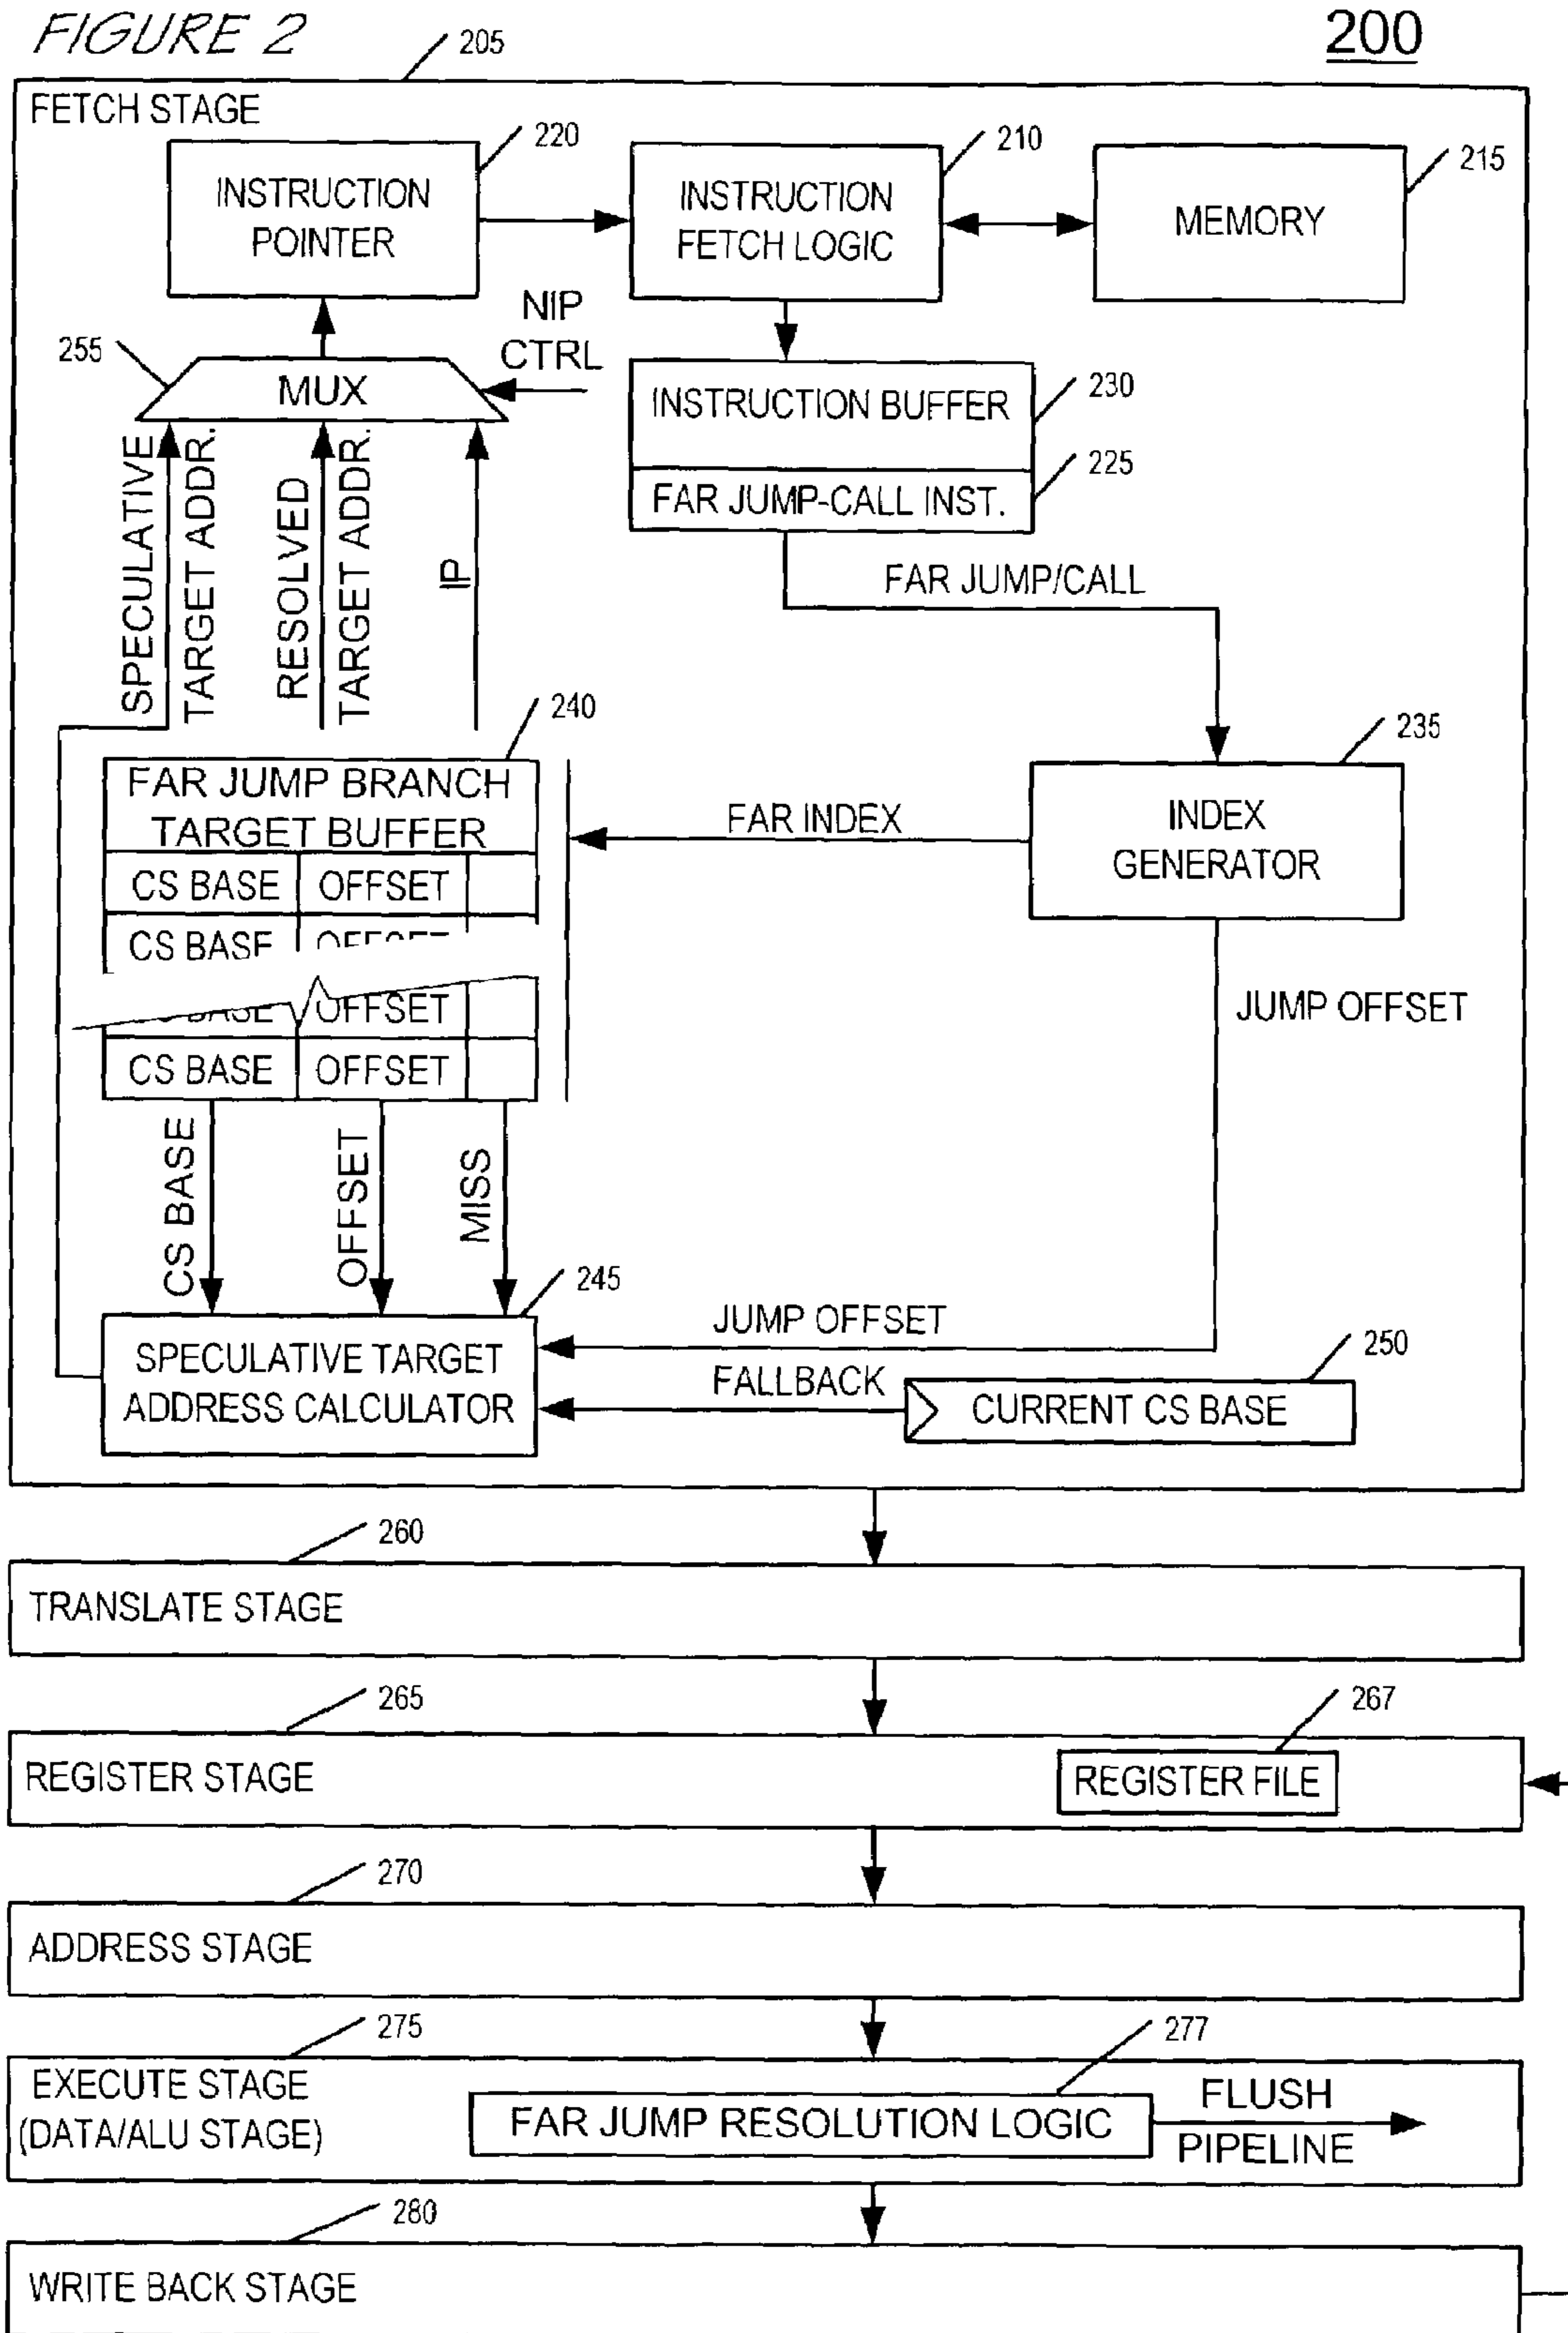 FIGURE 2
200
205
FETCH STAGE
220
INSTRUCTION
POINTER
210
INSTRUCTION
FETCH LOGIC
215
MEMORY
NIP
CTRL
255
MUX
230
INSTRUCTION BUFFER
225
FAR JUMP-CALL INST.
SPECULATIVE
TARGET ADDR.
RESOLVED
TARGET ADDR.
IP
FAR JUMP/CALL
240
FAR JUMP BRANCH
TARGET BUFFER
CS BASE OFFSET
CS BASE OFFSET
CS BASE OFFSET
CS BASE OFFSET
FAR INDEX
235
INDEX
GENERATOR
JUMP OFFSET
CS BASE
OFFSET
MISS
245
SPECULATIVE TARGET
ADDRESS CALCULATOR
JUMP OFFSET
FALLBACK
250
CURRENT CS BASE
260
TRANSLATE STAGE
265
REGISTER STAGE
267
REGISTER FILE
270
ADDRESS STAGE
275
EXECUTE STAGE
(DATA/ALU STAGE)
277
FAR JUMP RESOLUTION LOGIC
FLUSH
PIPELINE
280
WRITE BACK STAGE